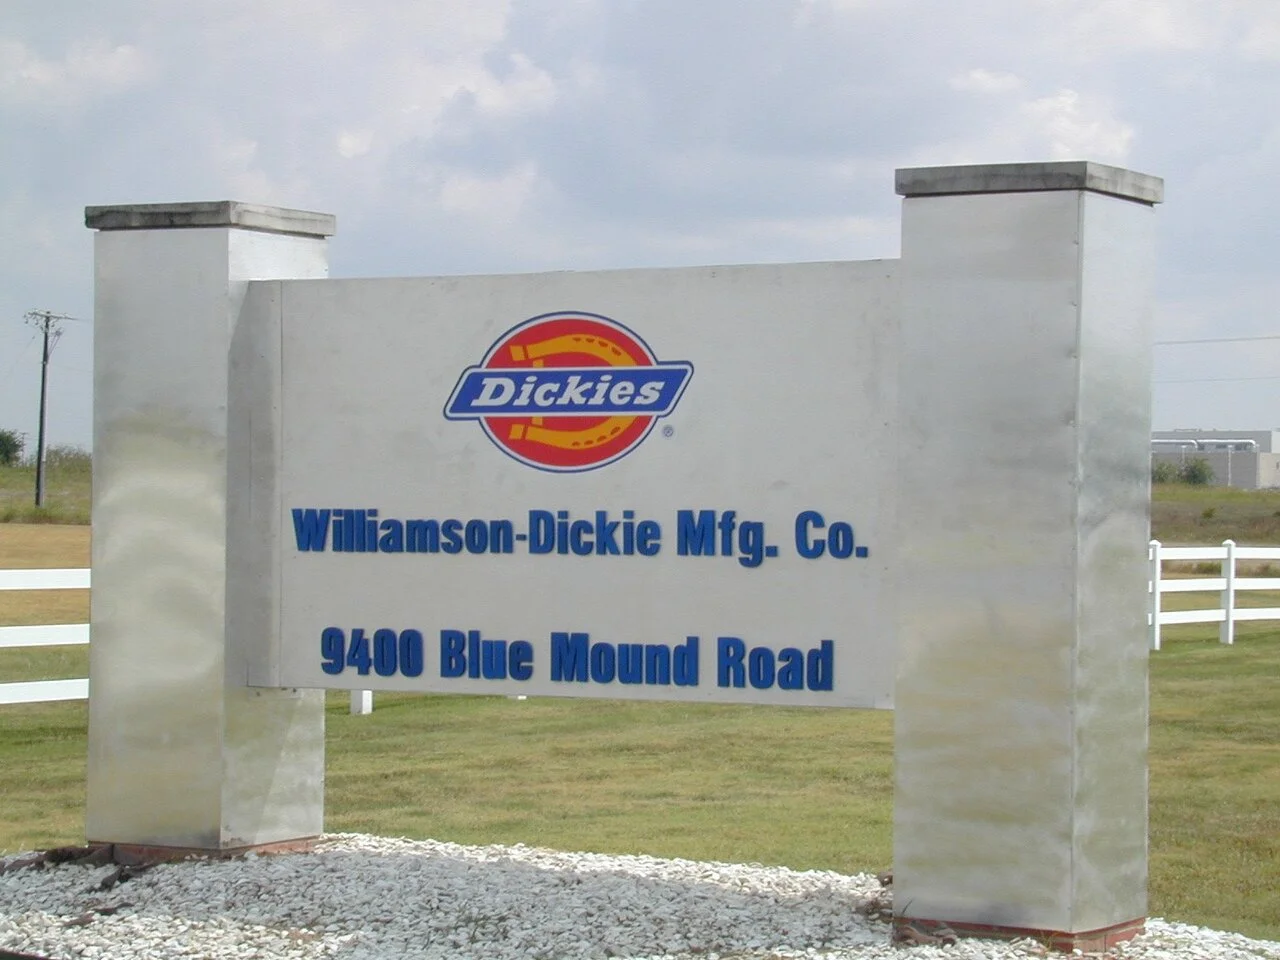 Dickies
®
Williamson-Dickie Mfg. Co.
9400 Blue Mound Road